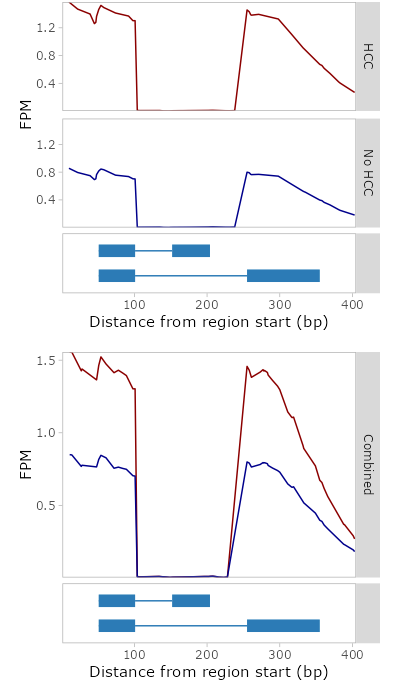 1.2
0.8
0.4
HCC
FPM
1.2
0.8
0.4
No HCC
100 200 300 400
Distance from region start (bp)
1.5
1.0
0.5
FPM
Combined
100 200 300 400
Distance from region start (bp)